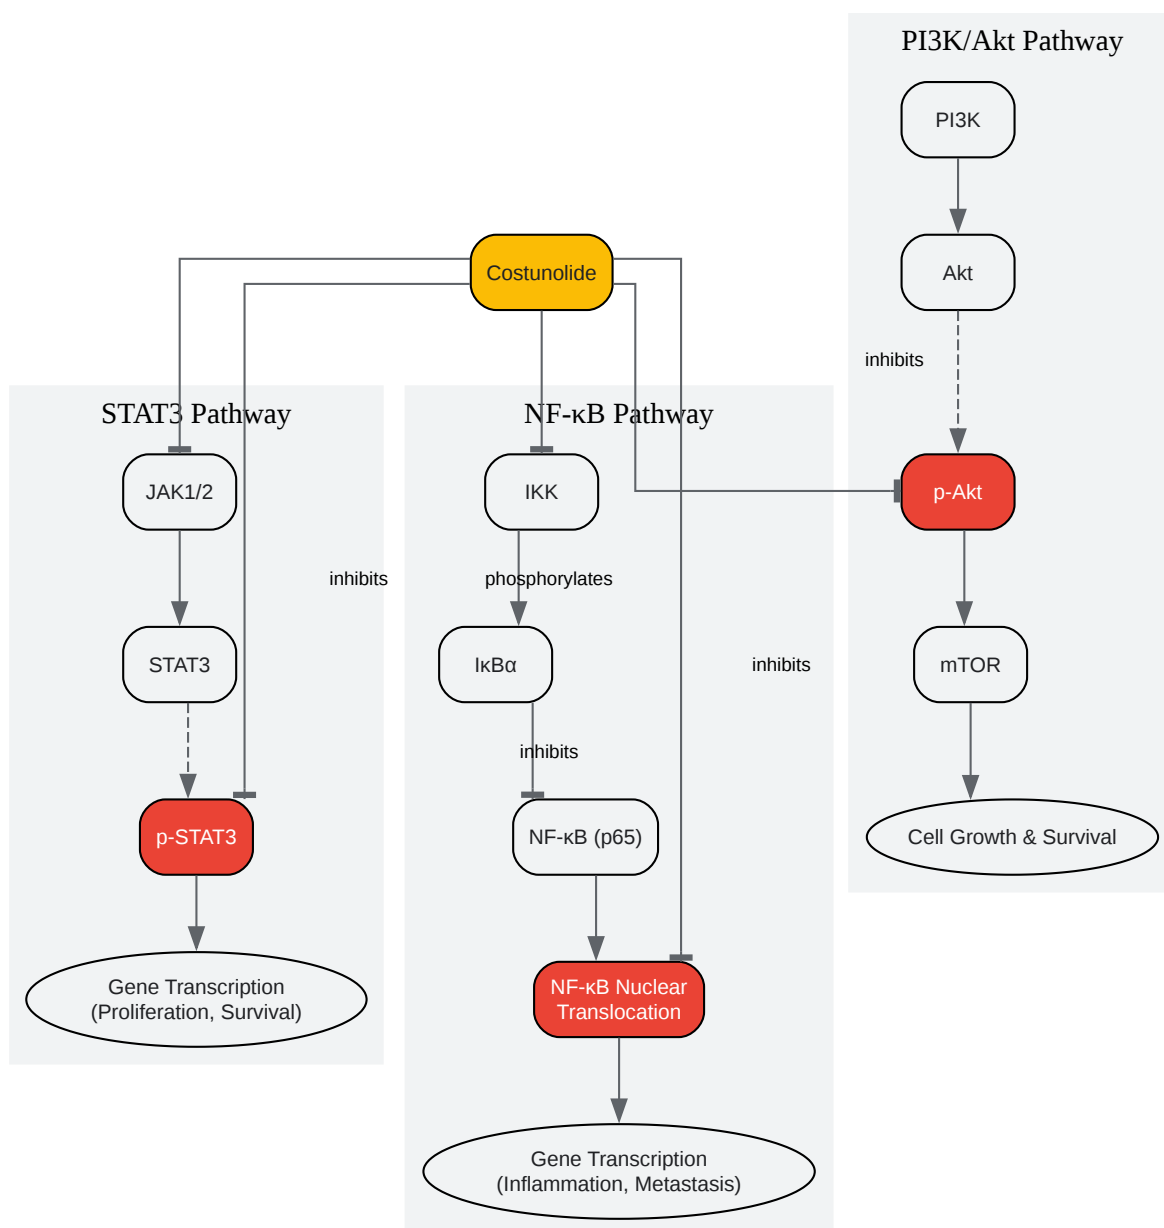 PI3K/Akt Pathway
PI3K
Costunolide
Akt
inhibits
STAT3 Pathway
NF-κB Pathway
JAK1/2
IKK
p-Akt
inhibits
phosphorylates
STAT3
IκBα
inhibits
mTOR
inhibits
p-STAT3
NF-κB (p65)
Cell Growth & Survival
Gene Transcription
(Proliferation, Survival)
NF-κB Nuclear
Translocation
Gene Transcription
(Inflammation, Metastasis)